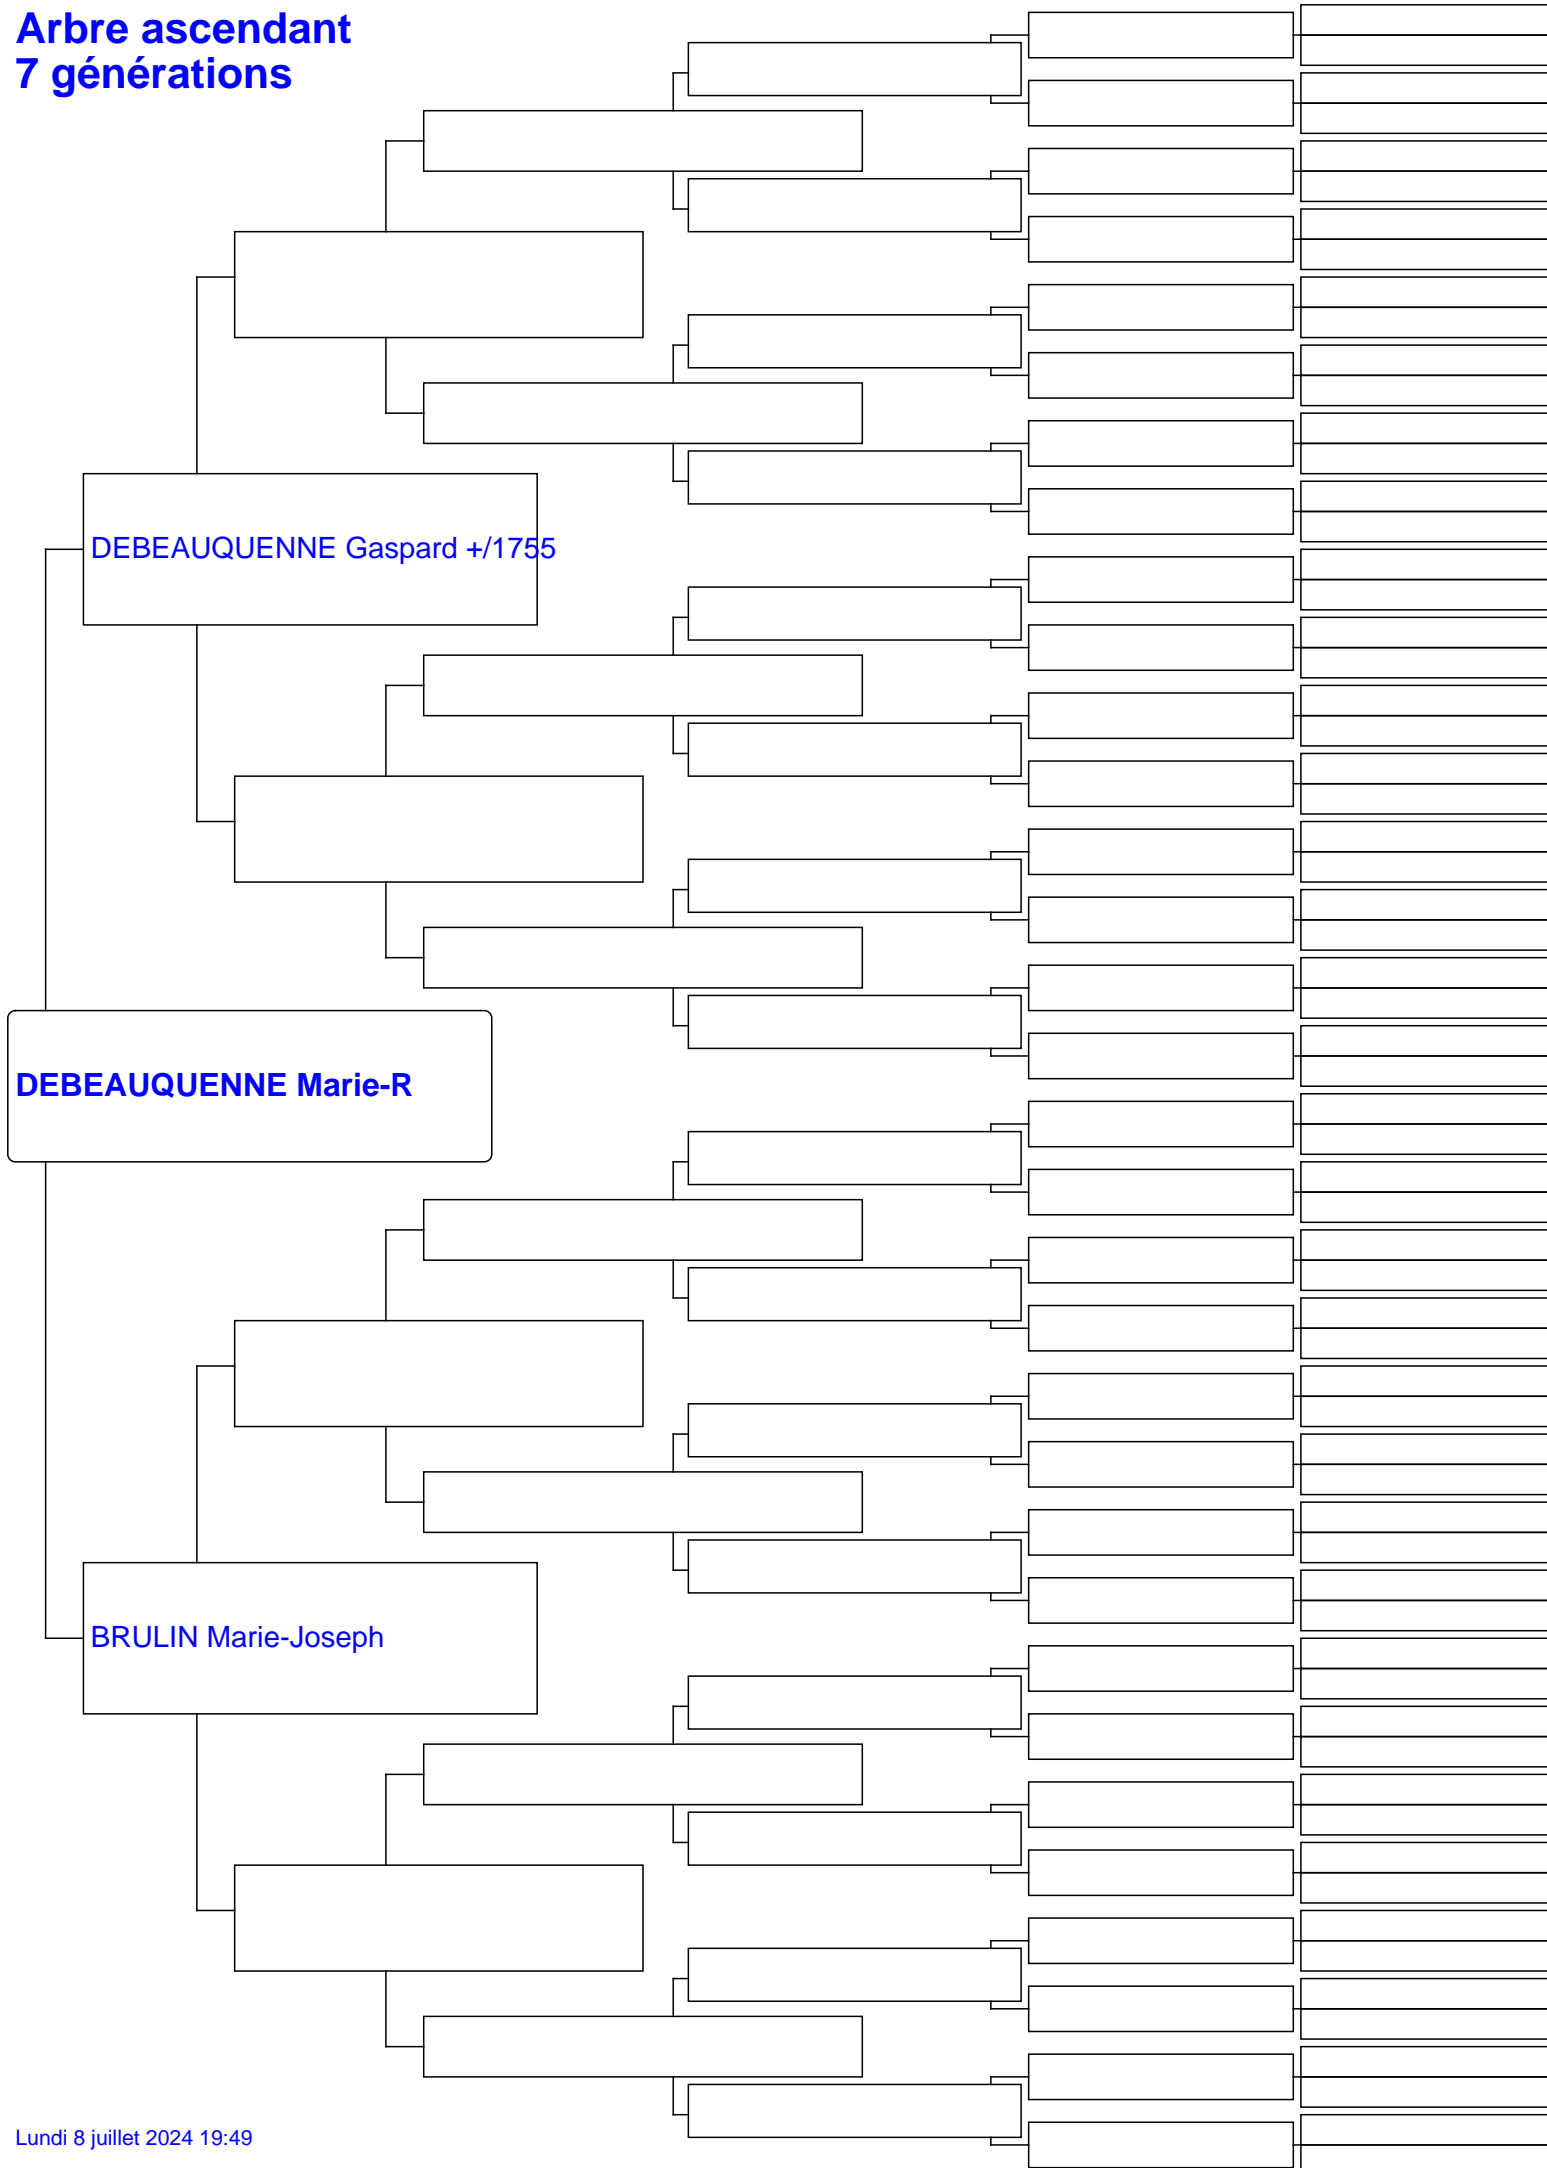 Arbre ascendant
7 générations
DEBEAUQUENNE Gaspard +/1755
DEBEAUQUENNE Marie-R
BRULIN Marie-Joseph
Lundi 8 juillet 2024 19:49